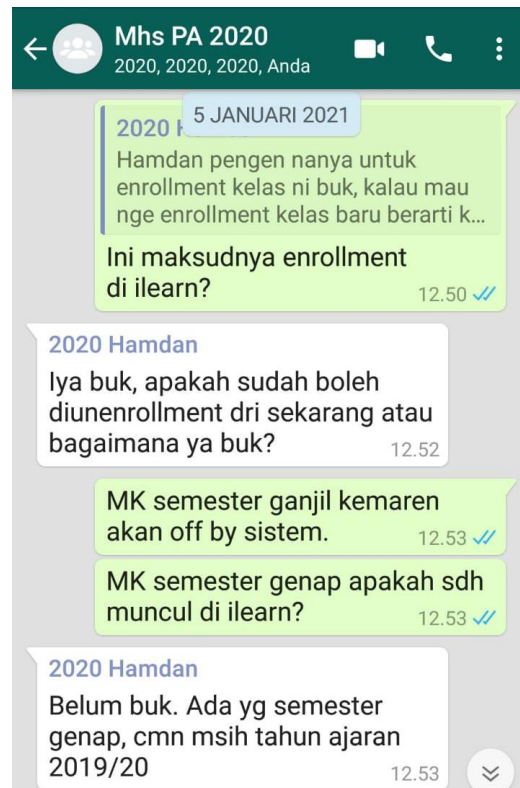 Mhs PA 2020
2020, 2020, 2020, Anda
5 JANUARI 2021
2020
Hamdan pengen nanya untuk
enrollment kelas ni buk, kalau mau
nge enrollment kelas baru berarti k...
Ini maksudnya enrollment
di ilearn?
12.50
2020 Hamdan
Iya buk, apakah sudah boleh
diunenrollment dri sekarang atau
bagaimana ya buk?
12.52
MK semester ganjil kemaren
akan off by sistem.
12.53
MK semester genap apakah sdh
muncul di ilearn?
12.53
2020 Hamdan
Belum buk. Ada yg semester
genap, cmn msih tahun ajaran
2019/20
12.53